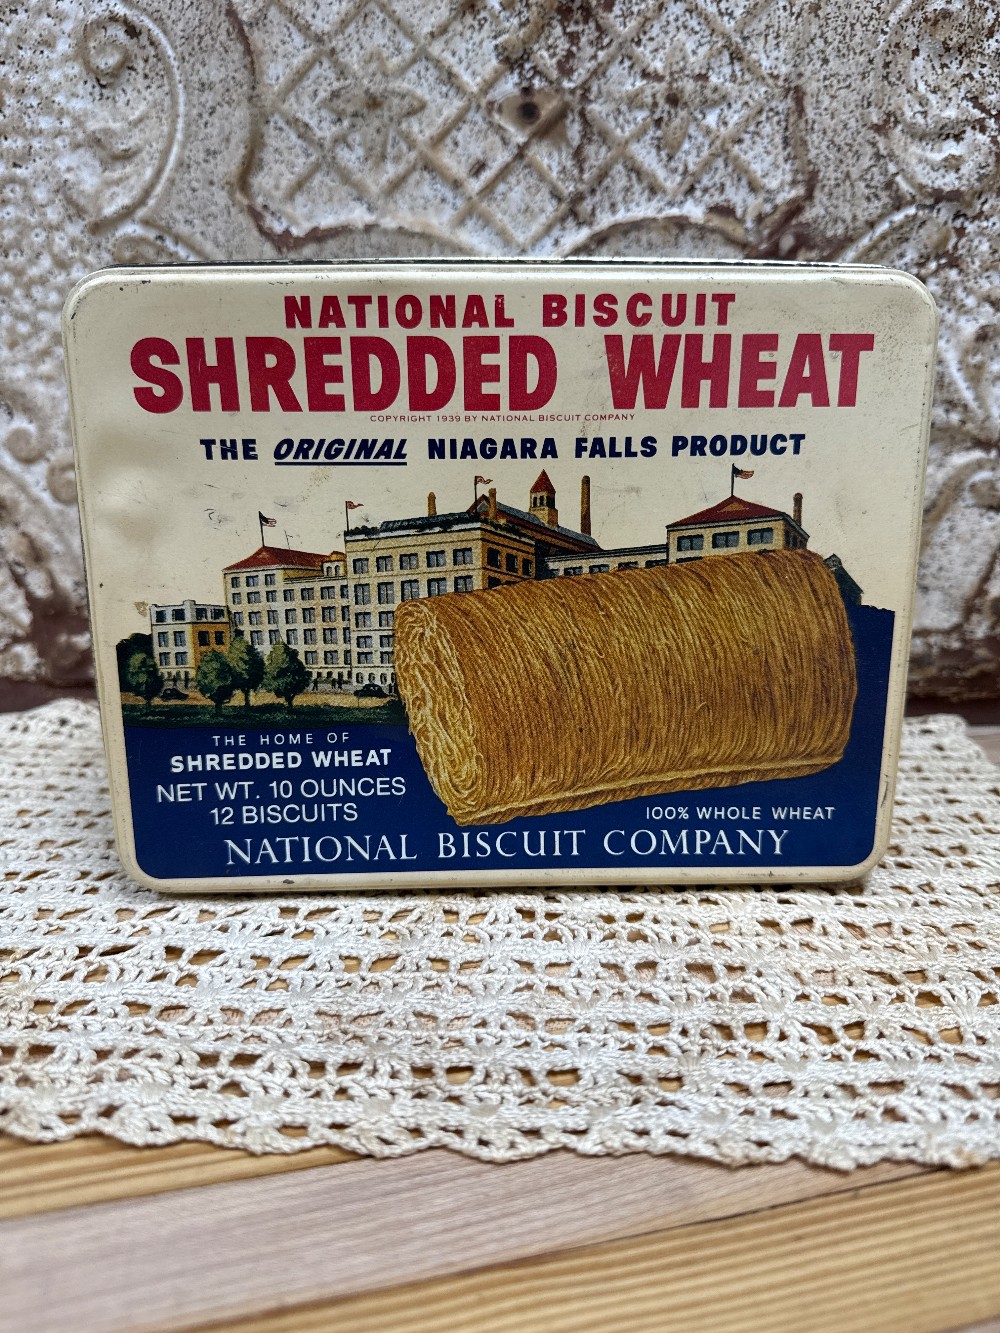 NATIONAL BISCUIT
SHREDDED WHEAT
COPYRIGHT 1939 BY NATIONAL BISCUIT COMPANY
THE ORIGINAL NIAGARA FALLS PRODUCT
THE HOME OF
SHREDDED WHEAT
NET WT. 10 OUNCES
12 BISCUITS
100% WHOLE WHEAT
NATIONAL BISCUIT COMPANY